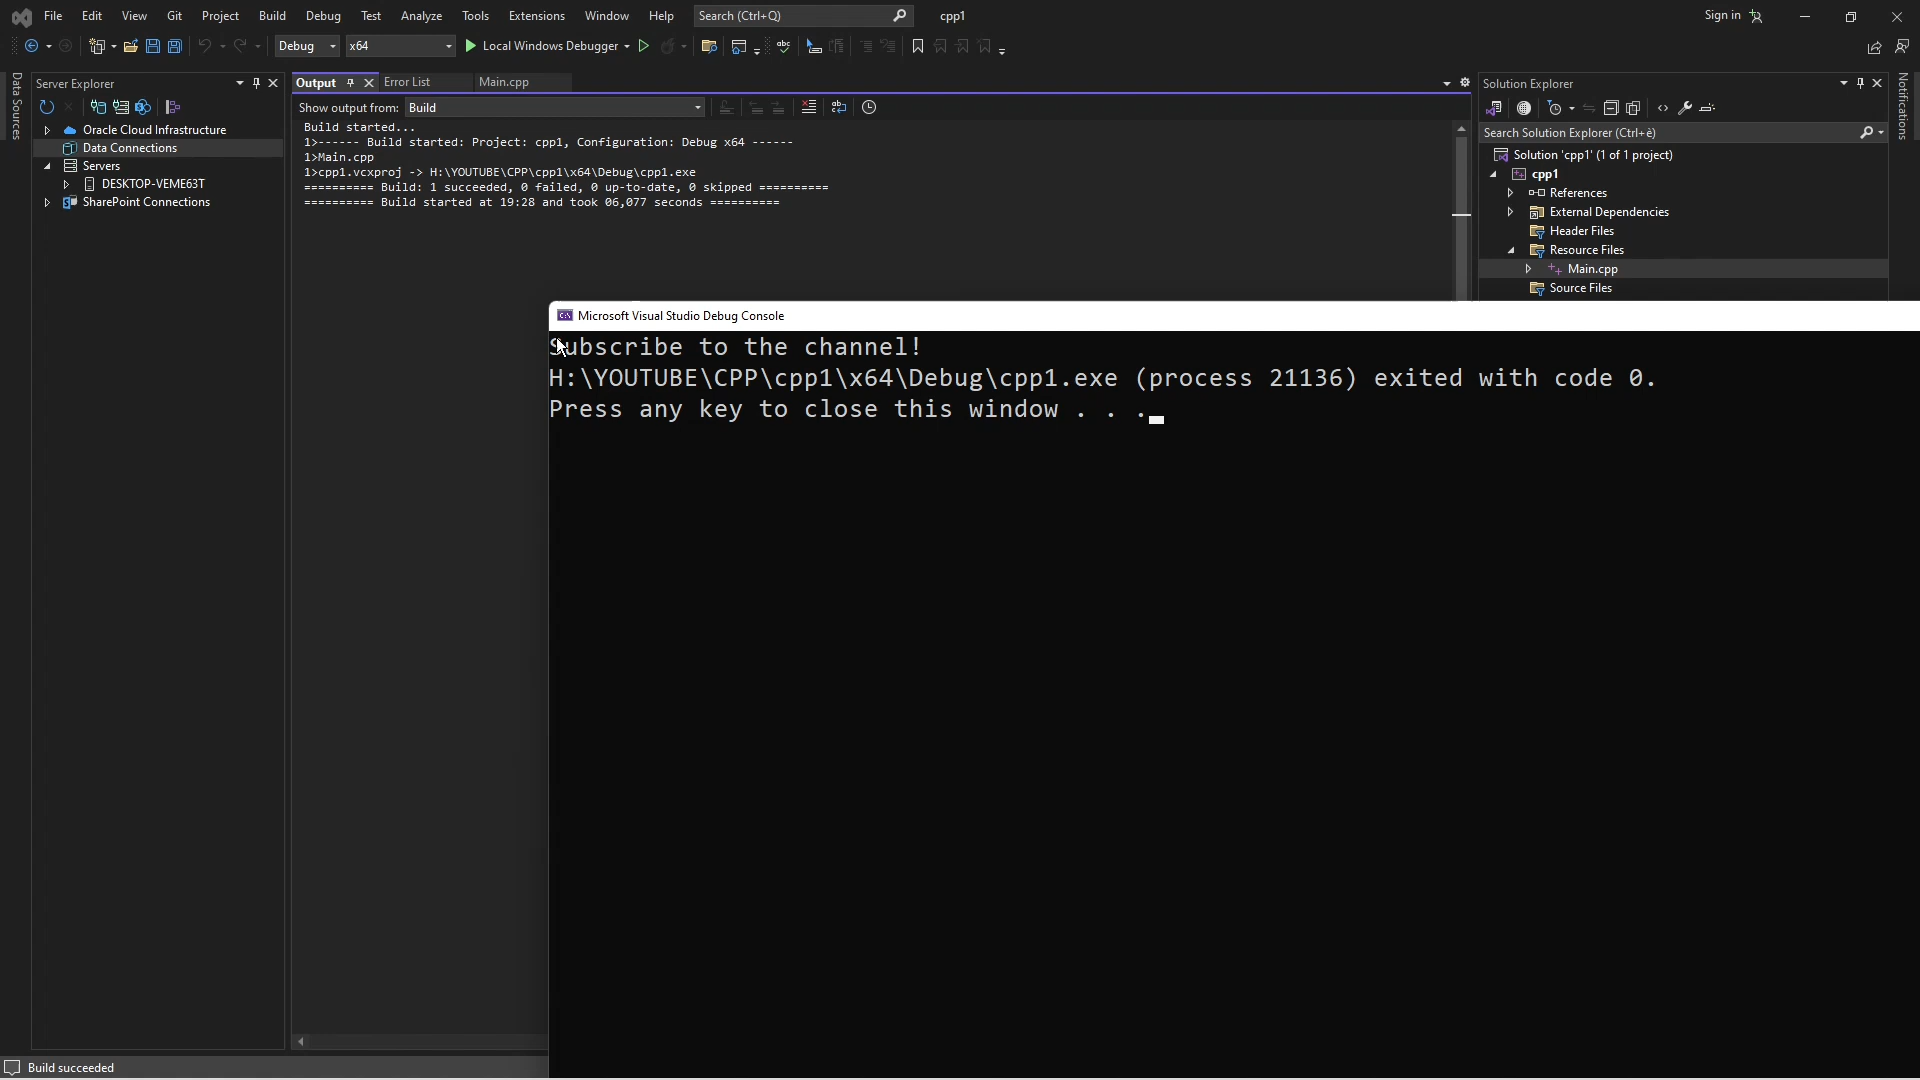 File Edit View Git Project Build Debug Test Analyze Tools Extensions Window Help Search (Ctrl+Q) cpp1 Sign in
Debug x64 Local Windows Debugger
Data Sources
Server Explorer
Oracle Cloud Infrastructure
Data Connections
Servers
DESKTOP-VEME63T
SharePoint Connections
Output Error List Main.cpp
Show output from: Build
Build started...
1>------ Build started: Project: cpp1, Configuration: Debug x64 ------
1>Main.cpp
1>cpp1.vcxproj -> H:\YOUTUBE\CPP\cpp1\x64\Debug\cpp1.exe
========== Build: 1 succeeded, 0 failed, 0 up-to-date, 0 skipped ==========
========== Build started at 19:28 and took 06,077 seconds ==========
Solution Explorer
Search Solution Explorer (Ctrl+è)
Solution 'cpp1' (1 of 1 project)
cpp1
References
External Dependencies
Header Files
Resource Files
Main.cpp
Source Files
Notifications
Microsoft Visual Studio Debug Console
Subscribe to the channel!
H:\YOUTUBE\CPP\cpp1\x64\Debug\cpp1.exe (process 21136) exited with code 0.
Press any key to close this window . . .
Build succeeded